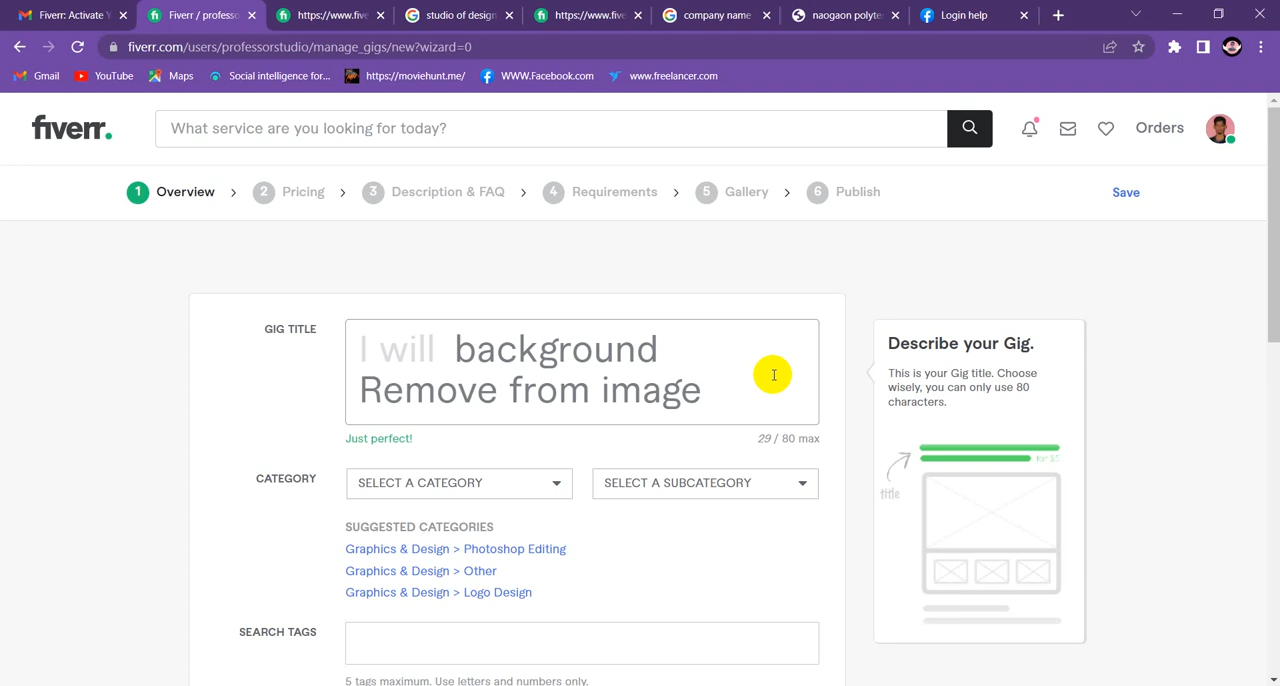 Fiverr: Activate Y
Fiverr / professo
https://www.five
studio of design
https://www.five
company name
naogaon polyte
Login help
fiverr.com/users/professorstudio/manage_gigs/new?wizard=0
Gmail
YouTube
Maps
Social intelligence for...
https://moviehunt.me/
WWW.Facebook.com
www.freelancer.com
fiverr.
What service are you looking for today?
Orders
1 Overview
2 Pricing
3 Description & FAQ
4 Requirements
5 Gallery
6 Publish
Save
GIG TITLE
I will background
Remove from image
Just perfect!
29 / 80 max
Describe your Gig.
This is your Gig title. Choose
wisely, you can only use 80
characters.
for $5
title
CATEGORY
SELECT A CATEGORY
SELECT A SUBCATEGORY
SUGGESTED CATEGORIES
Graphics & Design > Photoshop Editing
Graphics & Design > Other
Graphics & Design > Logo Design
SEARCH TAGS
5 tags maximum. Use letters and numbers only.